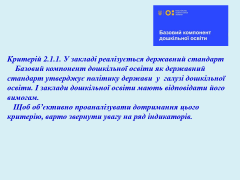 Базовий компонент
дошкільної освіти
Критерій 2.1.1. У закладі реалізується державний стандарт
- Базовий компонент дошкільної освіти як державний
стандарт утверджує політику держави у галузі дошкільної
освіти. І заклади дошкільної освіти мають відповідати його
вимогам.
Щоб об’єктивно проаналізувати дотримання цього
критерію, варто звернути увагу на ряд індикаторів.